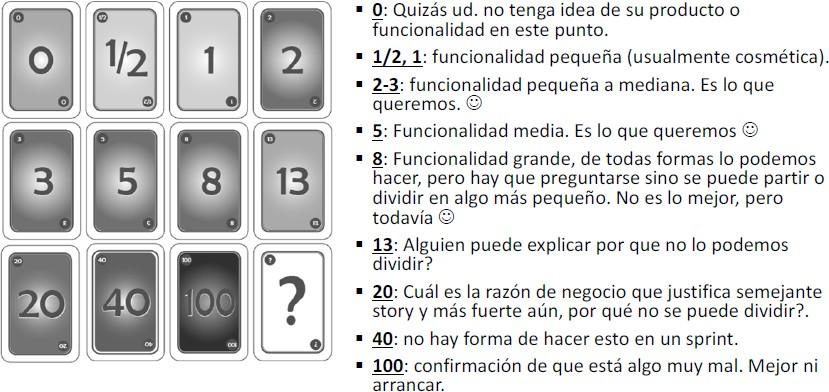 0
1/2
1
2
3
5
8
13
20
40
100
?
▪ 0: Quizás ud. no tenga idea de su producto o
funcionalidad en este punto.
▪ 1/2, 1: funcionalidad pequeña (usualmente cosmética).
▪ 2-3: funcionalidad pequeña a mediana. Es lo que
queremos. ☺
▪ 5: Funcionalidad media. Es lo que queremos ☺
▪ 8: Funcionalidad grande, de todas formas lo podemos
hacer, pero hay que preguntarse sino se puede partir o
dividir en algo más pequeño. No es lo mejor, pero
todavía ☺
▪ 13: Alguien puede explicar por que no lo podemos
dividir?
▪ 20: Cuál es la razón de negocio que justifica semejante
story y más fuerte aún, por qué no se puede dividir?.
▪ 40: no hay forma de hacer esto en un sprint.
▪ 100: confirmación de que está algo muy mal. Mejor ni
arrancar.